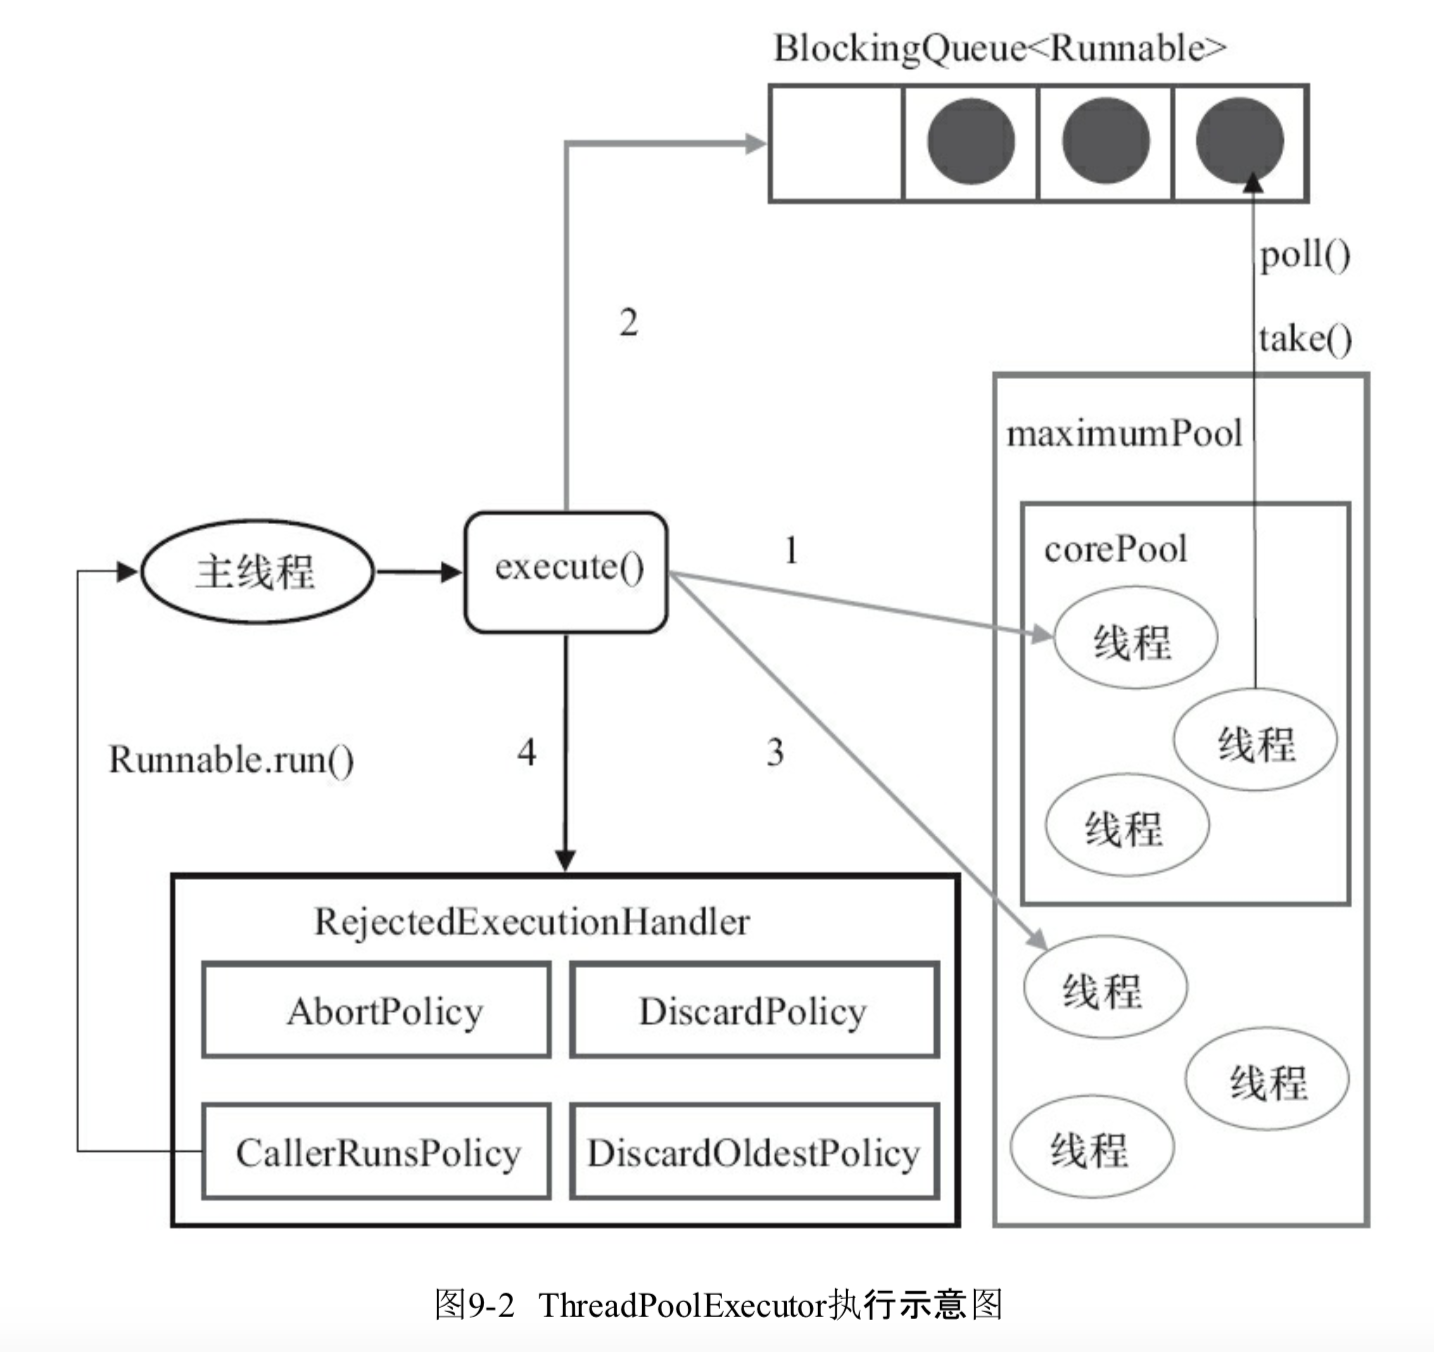 BlockingQueue<Runnable>
poll()
take()
2
maximumPool
corePool
主线程
execute()
1
线程
线程
线程
Runnable.run()
4
3
RejectedExecutionHandler
AbortPolicy
DiscardPolicy
CallerRunsPolicy
DiscardOldestPolicy
线程
线程
线程
图9-2 ThreadPoolExecutor执行示意图